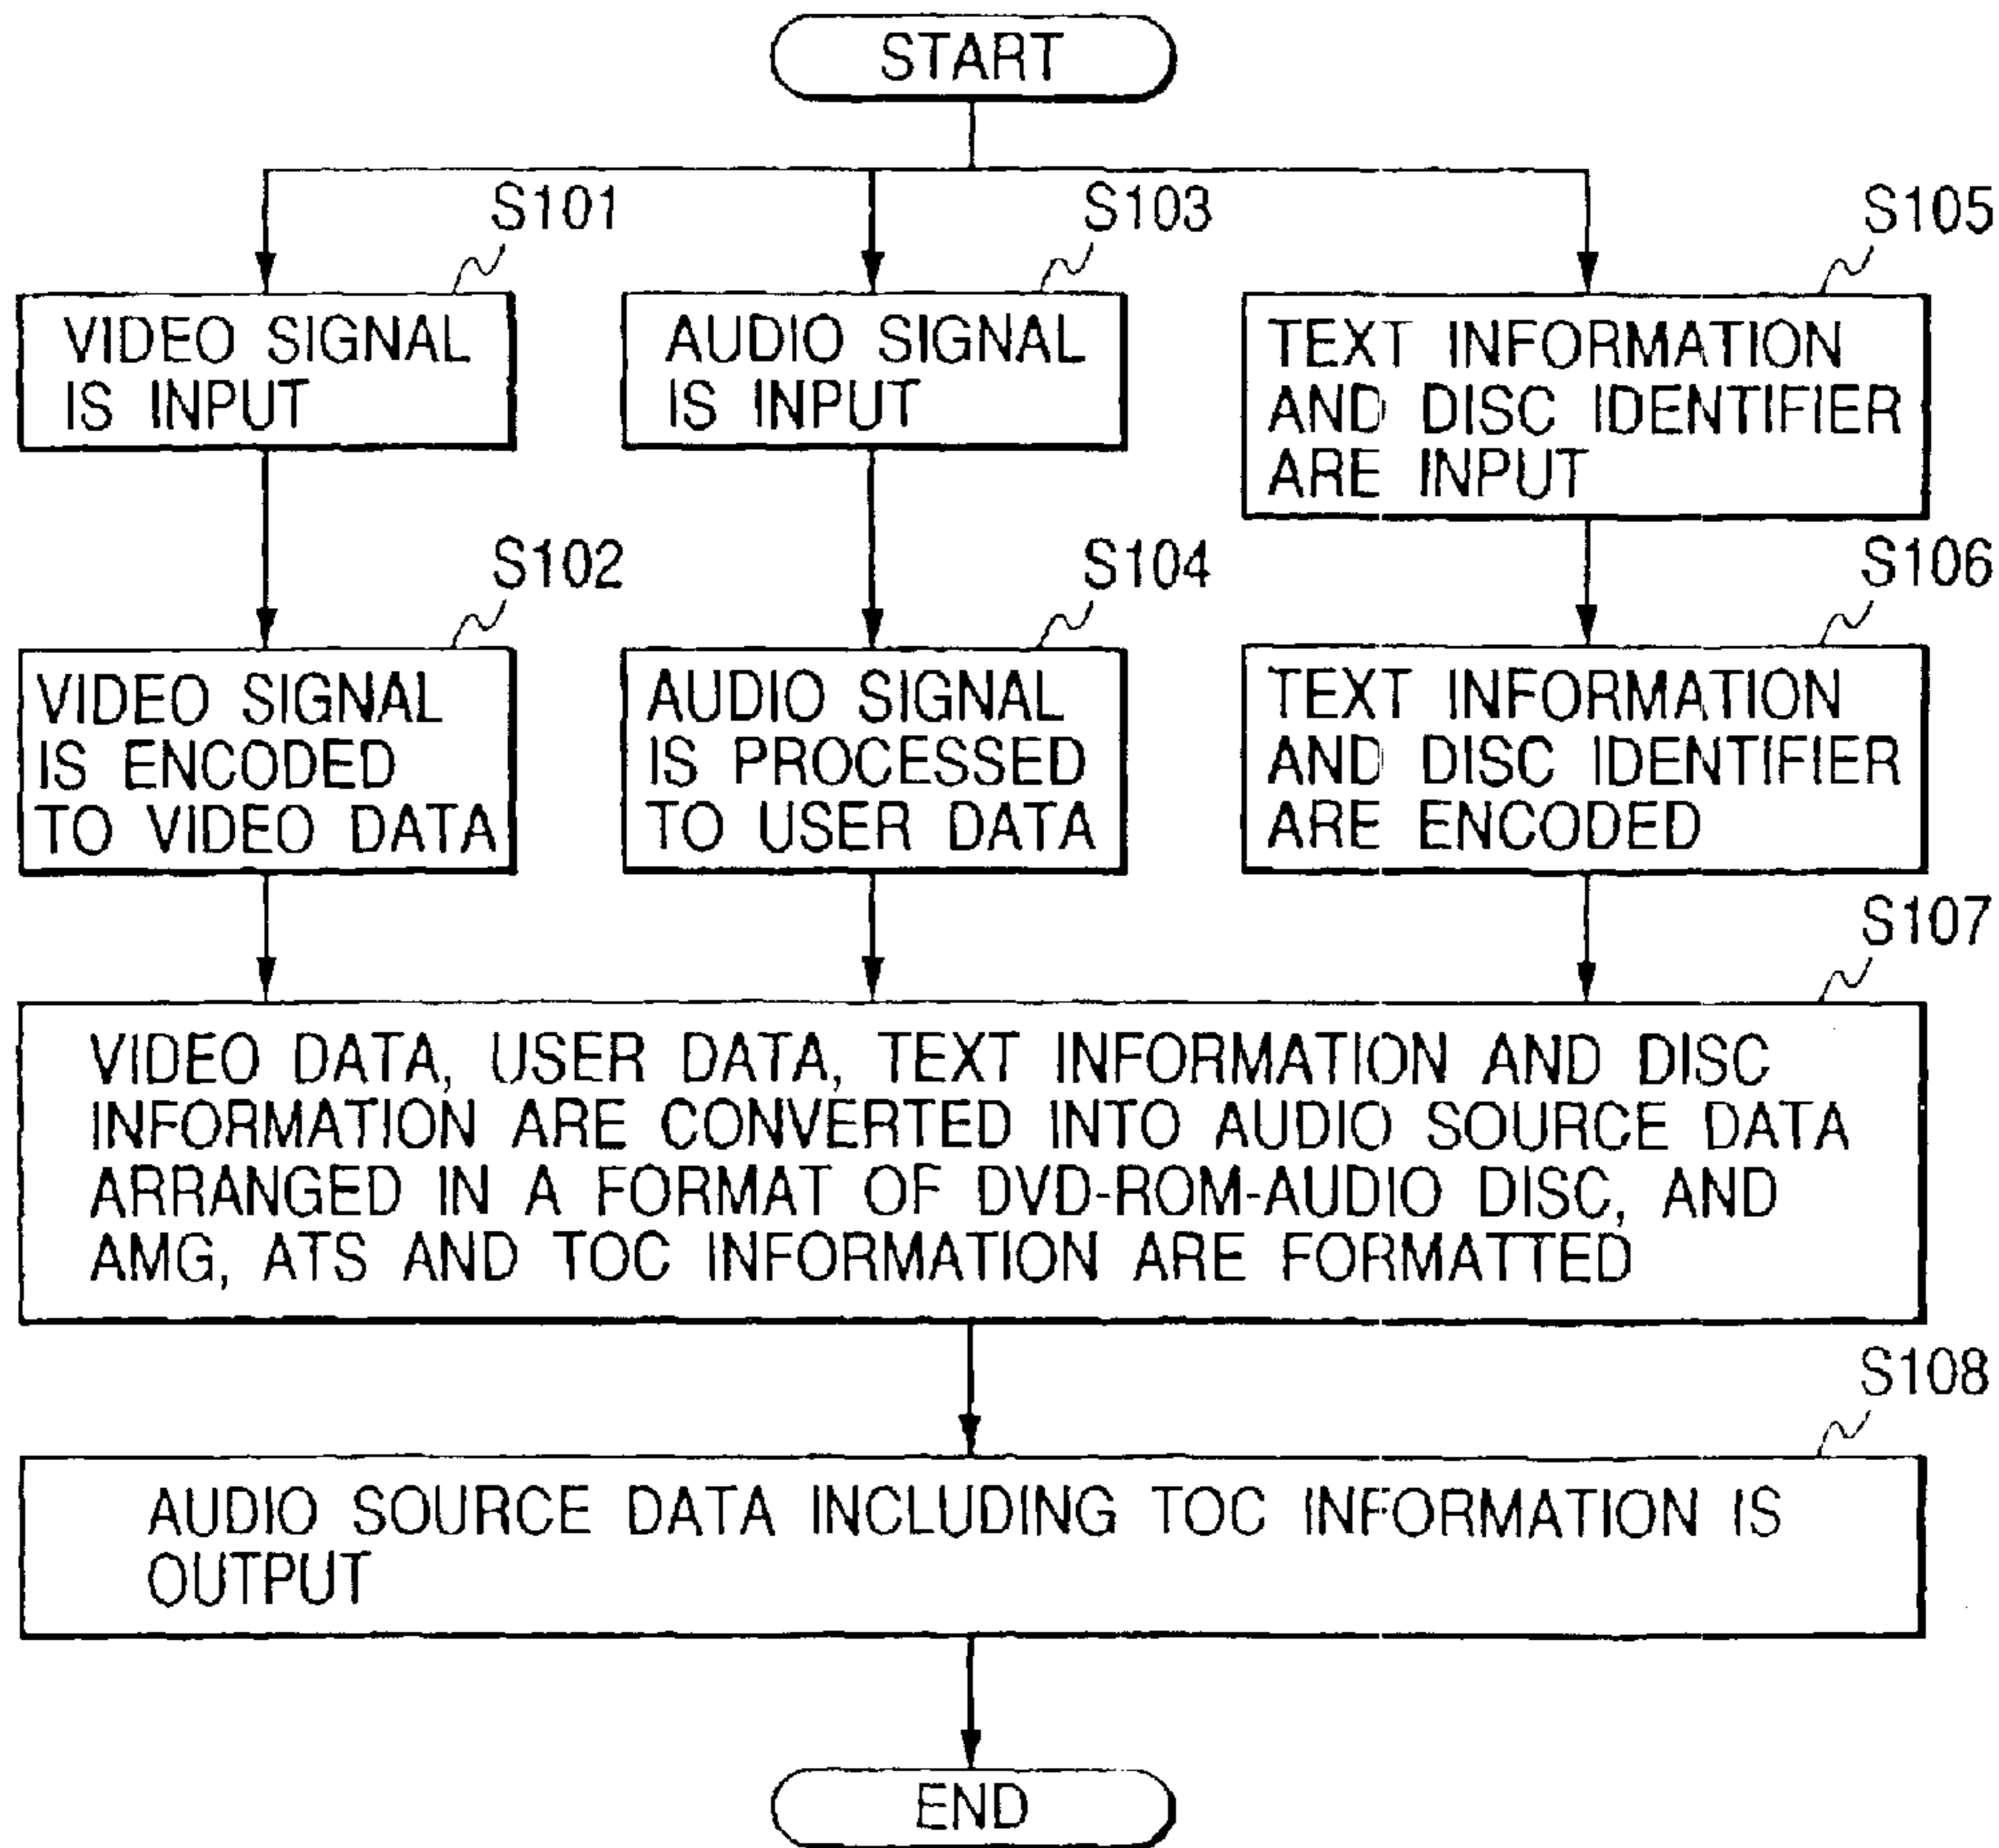 START
S101
VIDEO SIGNAL
IS INPUT
S103
AUDIO SIGNAL
IS INPUT
S105
TEXT INFORMATION
AND DISC IDENTIFIER
ARE INPUT
S102
VIDEO SIGNAL
IS ENCODED
TO VIDEO DATA
S104
AUDIO SIGNAL
IS PROCESSED
TO USER DATA
S106
TEXT INFORMATION
AND DISC IDENTIFIER
ARE ENCODED
S107
VIDEO DATA, USER DATA, TEXT INFORMATION AND DISC
INFORMATION ARE CONVERTED INTO AUDIO SOURCE DATA
ARRANGED IN A FORMAT OF DVD-ROM-AUDIO DISC, AND
AMG, ATS AND TOC INFORMATION ARE FORMATTED
S108
AUDIO SOURCE DATA INCLUDING TOC INFORMATION IS
OUTPUT
END